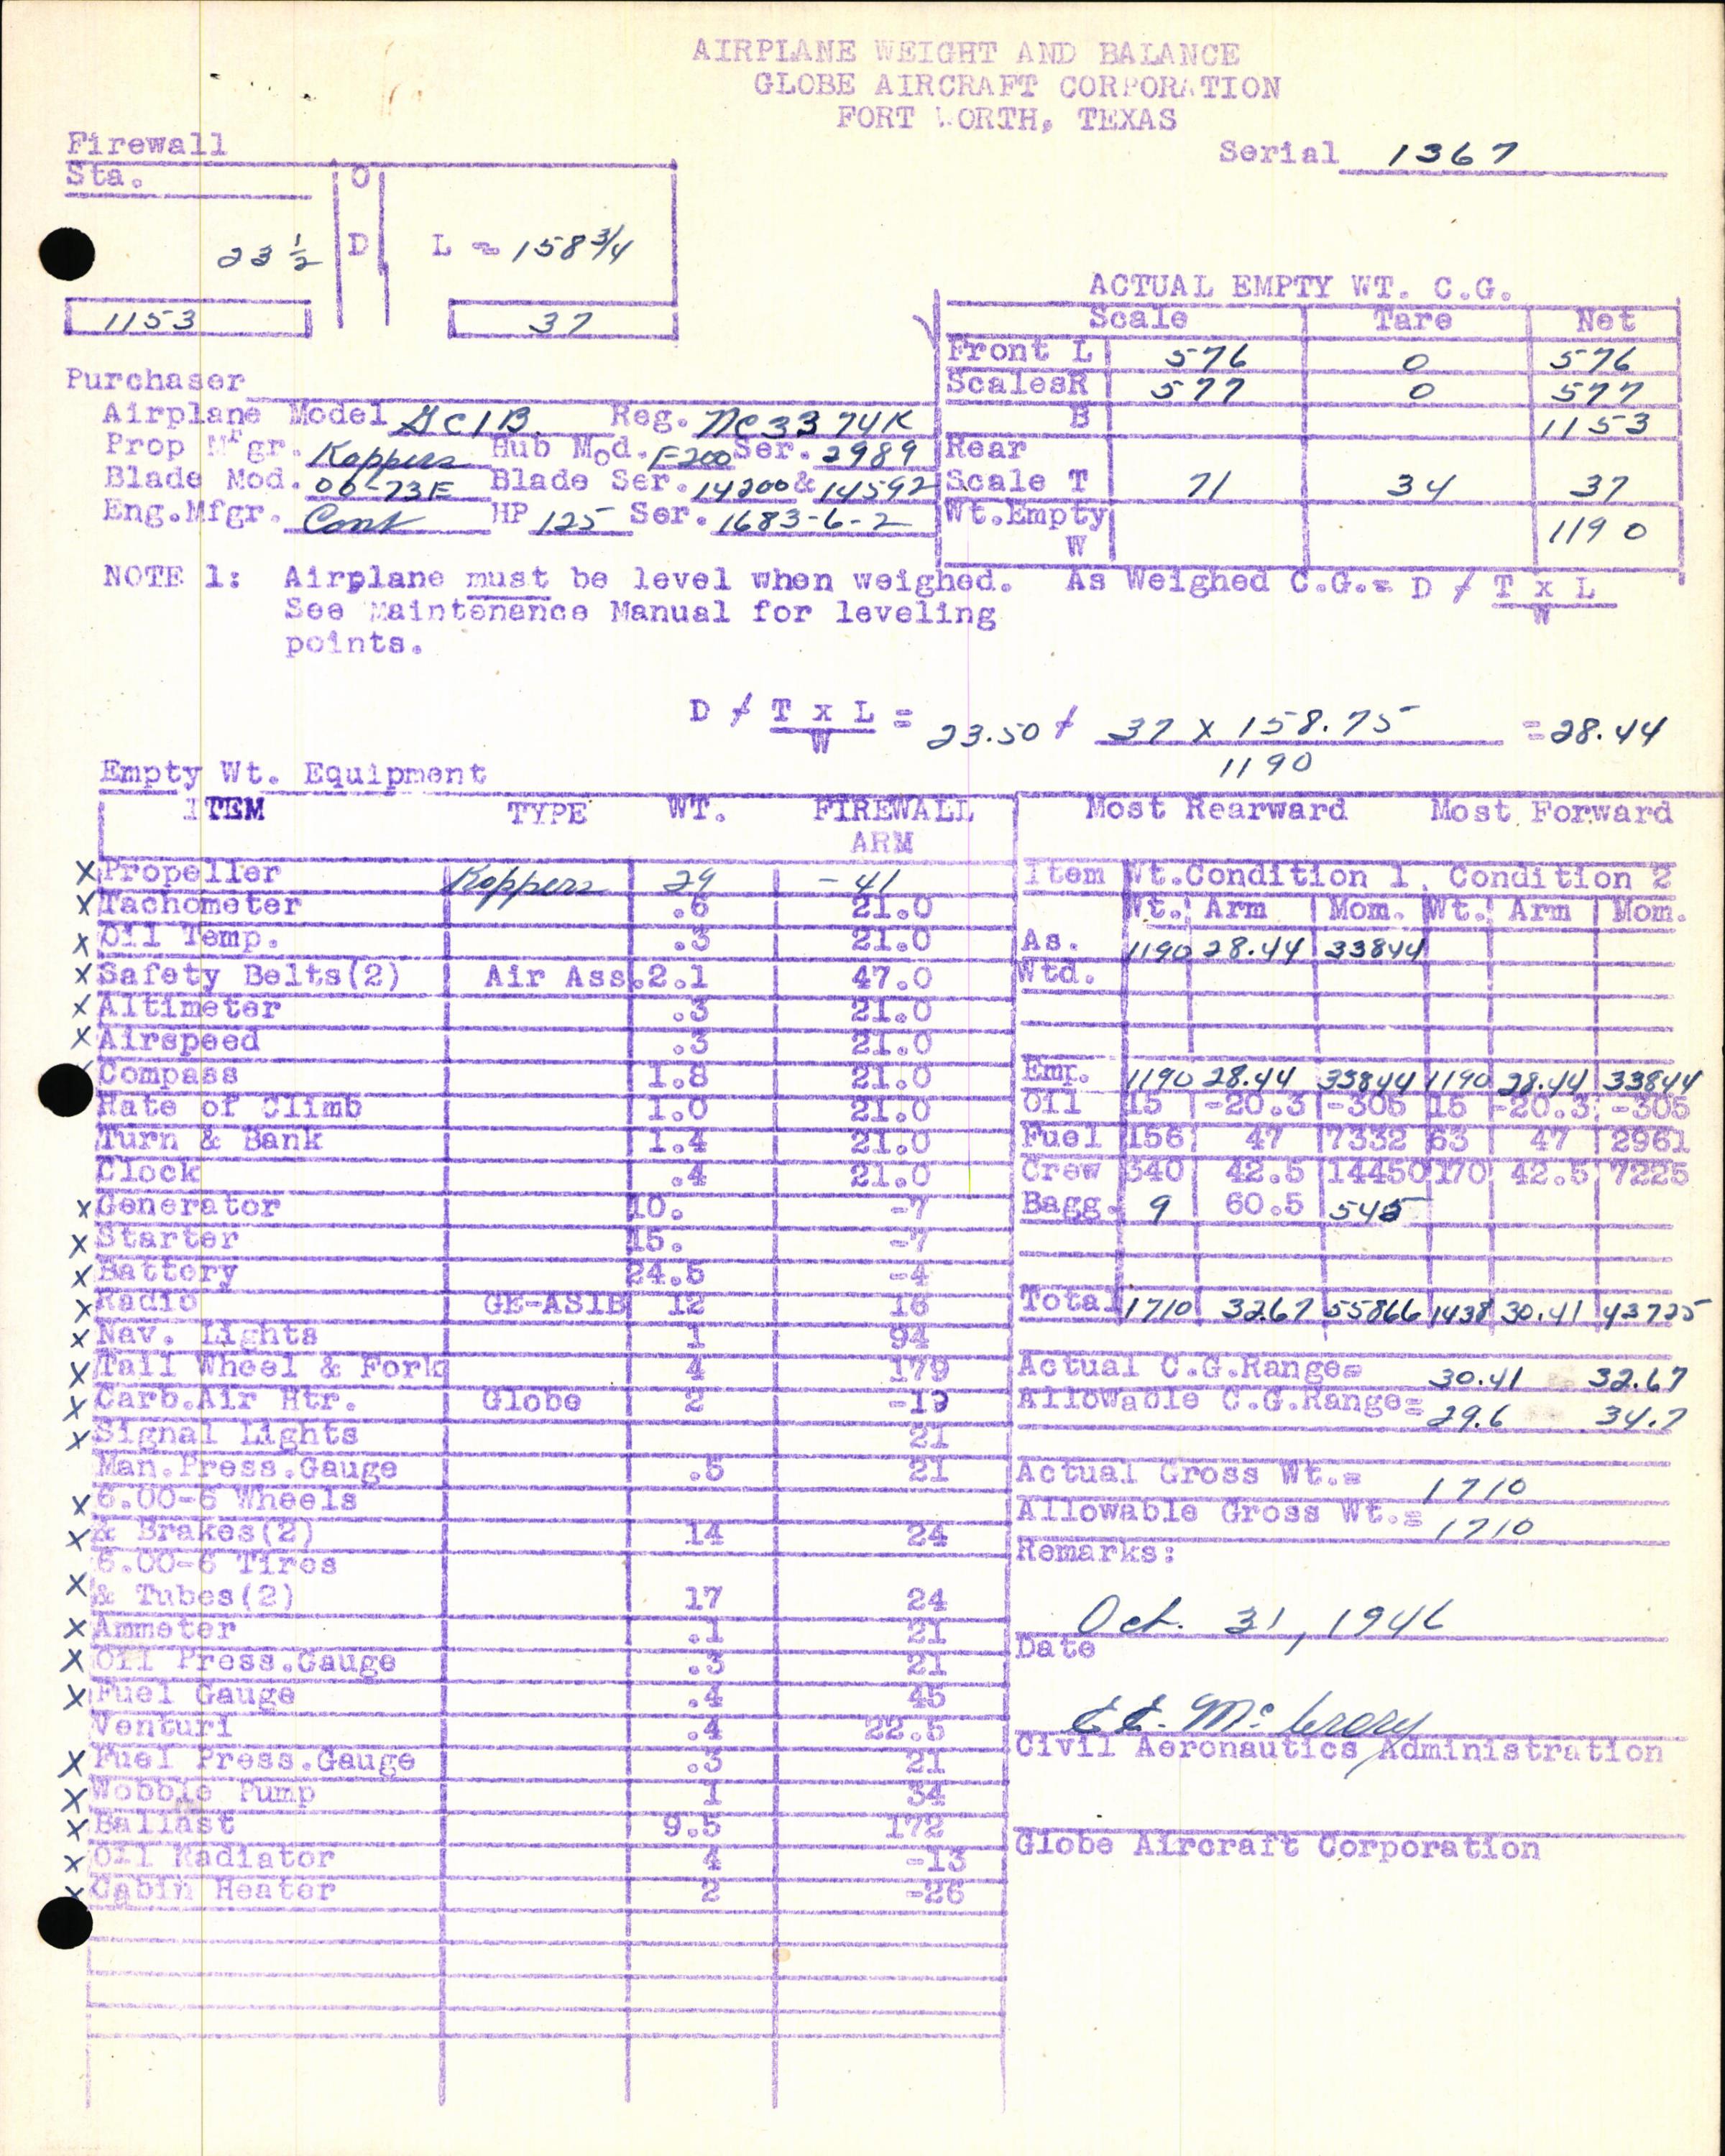 AIRPLANE WEIGHT AND BALANCE
GLOBE AIRCRAFT CORPORATION
FORT WORTH, TEXAS
Serial 1367
Firewall
Sta. O
23 ½ D L = 158 3/4
1153 37
ACTUAL EMPTY WT. C.G.
Scale Tare Net
Front L 576 0 576
Scales R 577 0 577
B 1153
Rear
Scale T 71 34 37
Wt.Empty
W 1190
Purchaser
Airplane Model GC1B. Reg. NC3374K
Prop Mfgr. Koppers Hub Mod. F200 Ser. 2989
Blade Mod. 00-73E Blade Ser. 14200 & 14592
Eng.Mfgr. Cont HP 125 Ser. 1683-6-2
NOTE 1: Airplane must be level when weighed. As Weighed C.G.= D ≠ T x L
See Maintenance Manual for leveling W
points.
D ≠ T x L = 23.50 + 37 x 158.75 = 28.44
W 1190
Empty Wt. Equipment
ITEM TYPE WT. FIREWALL
ARM
X Propeller Koppers 29 -41
X Tachometer .6 21.0
X Oil Temp. .3 21.0
X Safety Belts(2) Air Ass. 2.1 47.0
X Altimeter .3 21.0
X Airspeed .3 21.0
Compass 1.8 21.0
Rate of Climb 1.0 21.0
Turn & Bank 1.4 21.0
Clock .4 21.0
X Generator 10. -7
X Starter 15. -7
X Battery 24.5 -4
X Radio GE-AS1B 12 16
X Nav. Lights 1 94
X Tail Wheel & Fork 4 179
X Carb.Air Htr. Globe 2 -19
X Signal Lights 21
Man.Press.Gauge .5 21
X 6.00-6 Wheels
X & Brakes(2) 14 24
6.00-6 Tires
X & Tubes(2) 17 24
X Ammeter .1 21
X Oil Press.Gauge .3 21
X Fuel Gauge .4 45
Venturi .4 22.5
X Fuel Press.Gauge .3 21
X Wobble Pump 1 34
X Ballast 9.5 172
X Oil Radiator 4 -13
X Cabin Heater 2 -26
Most Rearward Most Forward
Item Wt.Condition 1. Condition 2
Wt. Arm Mom. Wt. Arm Mom.
As. 1190 28.44 33844
Wtd.
Emp. 1190 28.44 33844 1190 28.44 33844
Oil 15 -20.3 -305 15 -20.3 -305
Fuel 156 47 7332 63 47 2961
Crew 340 42.5 14450 170 42.5 7225
Bagg. 9 60.5 545
Total 1710 32.67 55866 1438 30.41 43725
Actual C.G.Range= 30.41 32.67
Allowable C.G.Range= 29.6 34.7
Actual Gross Wt.= 1710
Allowable Gross Wt.= 1710
Remarks:
Oct. 31, 1946
Date
Civil Aeronautics Administration
Globe Aircraft Corporation